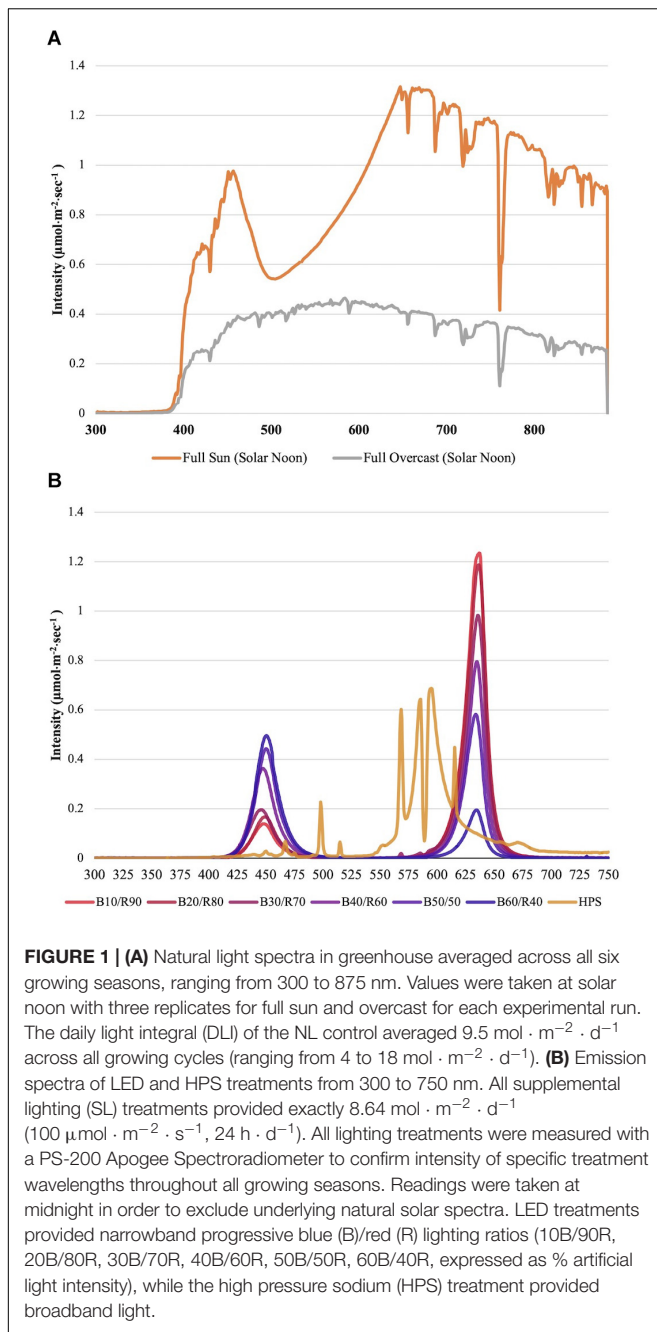 A
1.4
1.2
1
0.8
0.6
0.4
0.2
0
Intensity (μmol·m⁻²·sec⁻¹)
300 400 500 600 700 800
Full Sun (Solar Noon) Full Overcast (Solar Noon)
B
1.4
1.2
1
0.8
0.6
0.4
0.2
0
Intensity (μmol·m⁻²·sec⁻¹)
300 325 350 375 400 425 450 475 500 525 550 575 600 625 650 675 700 725 750
B10/R90 B20/R80 B30/R70 B40/R60 B50/50 B60/R40 HPS
FIGURE 1 | (A) Natural light spectra in greenhouse averaged across all six
growing seasons, ranging from 300 to 875 nm. Values were taken at solar
noon with three replicates for full sun and overcast for each experimental run.
The daily light integral (DLI) of the NL control averaged 9.5 mol · m⁻² · d⁻¹
across all growing cycles (ranging from 4 to 18 mol · m⁻² · d⁻¹). (B) Emission
spectra of LED and HPS treatments from 300 to 750 nm. All supplemental
lighting (SL) treatments provided exactly 8.64 mol · m⁻² · d⁻¹
(100 μmol · m⁻² · s⁻¹, 24 h · d⁻¹). All lighting treatments were measured with
a PS-200 Apogee Spectroradiometer to confirm intensity of specific treatment
wavelengths throughout all growing seasons. Readings were taken at
midnight in order to exclude underlying natural solar spectra. LED treatments
provided narrowband progressive blue (B)/red (R) lighting ratios (10B/90R,
20B/80R, 30B/70R, 40B/60R, 50B/50R, 60B/40R, expressed as % artificial
light intensity), while the high pressure sodium (HPS) treatment provided
broadband light.